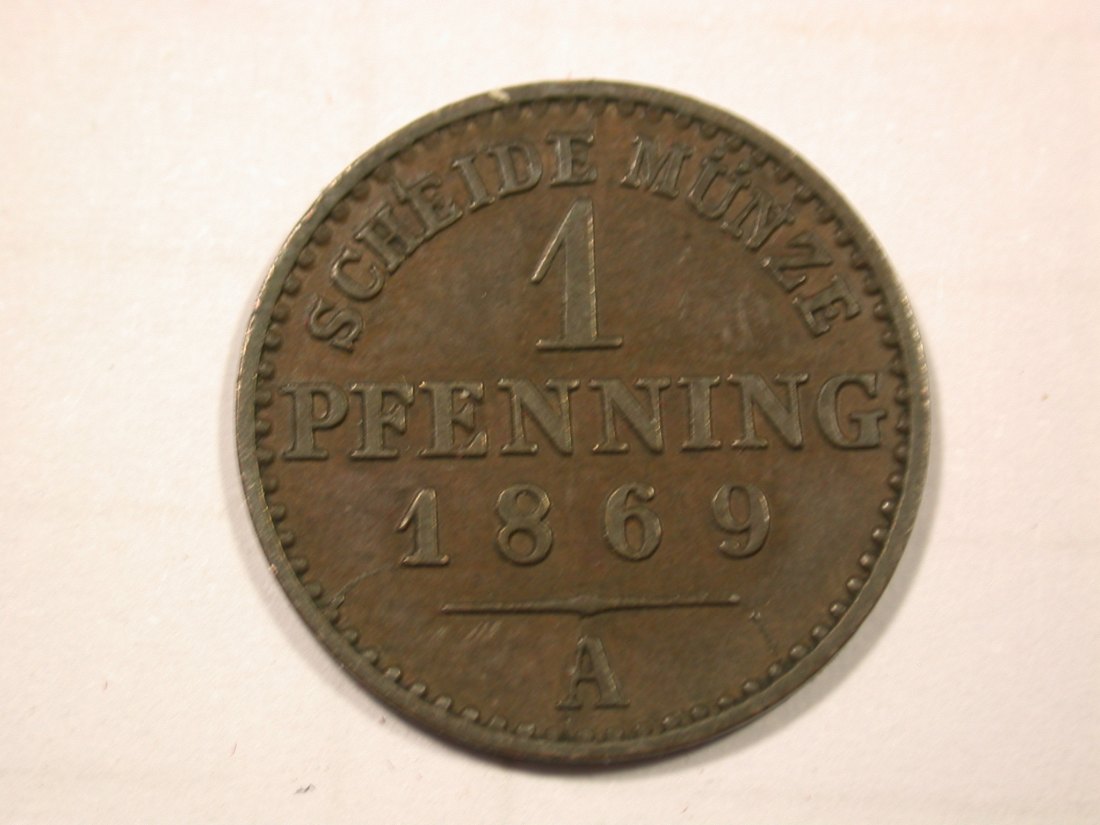 SCHEIDE MÜNZE
1
PFENNING
1869
A